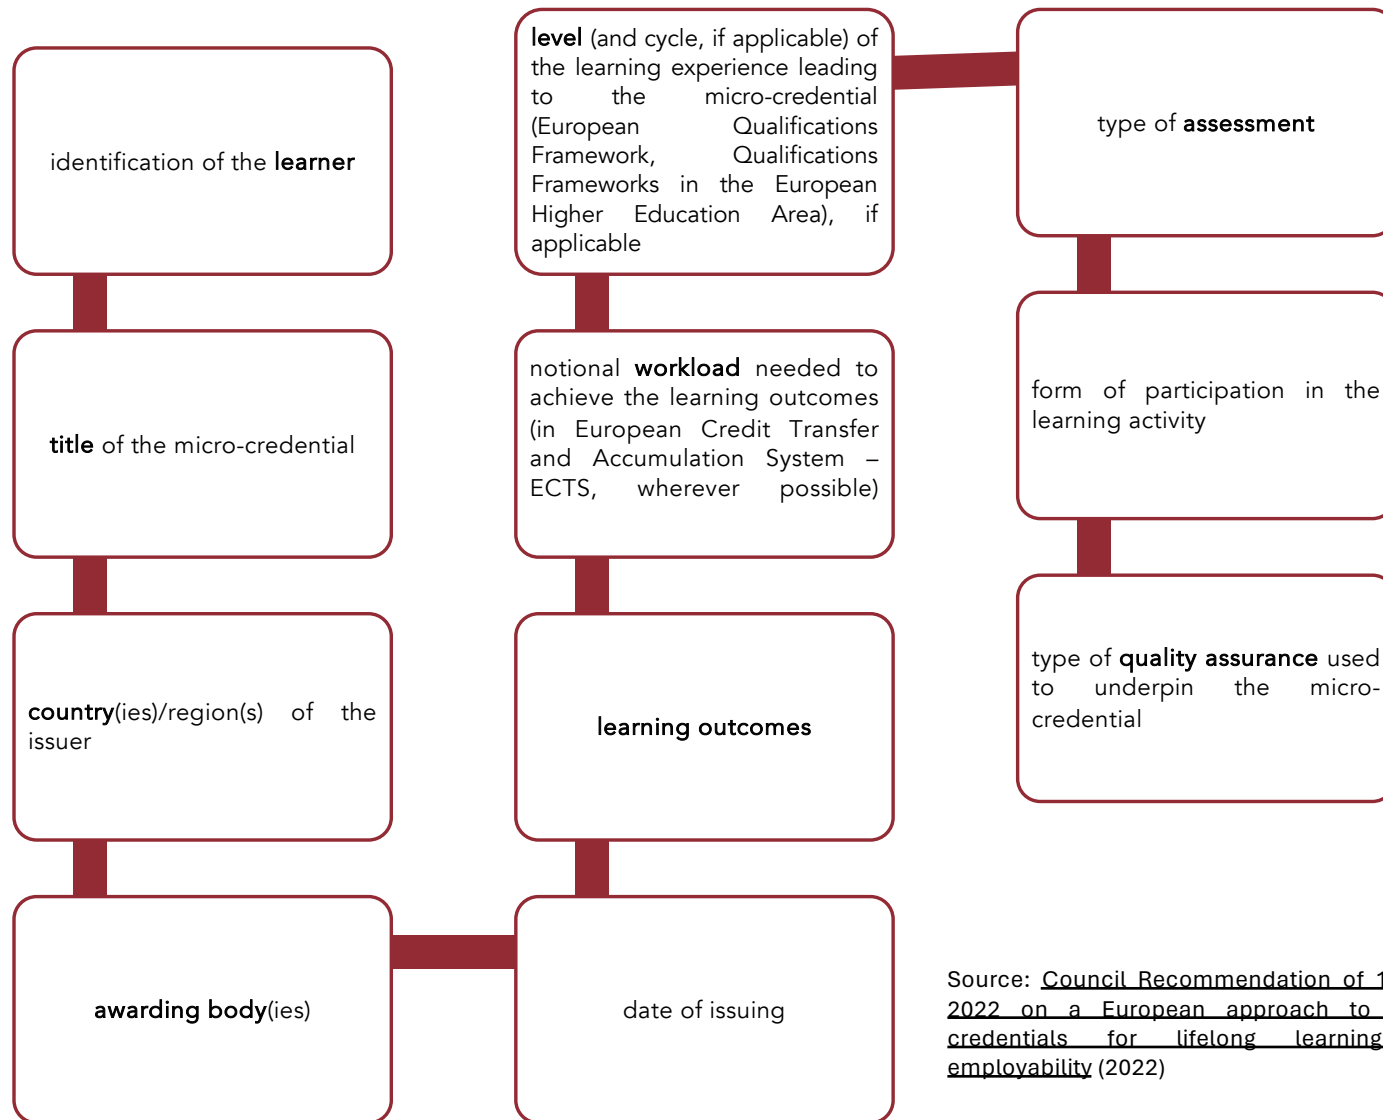 identification of the learner
title of the micro-credential
country(ies)/region(s) of the
issuer
awarding body(ies)
date of issuing
learning outcomes
notional workload needed to
achieve the learning outcomes
(in European Credit Transfer
and Accumulation System –
ECTS, wherever possible)
level (and cycle, if applicable) of
the learning experience leading
to the micro-credential
(European Qualifications
Framework, Qualifications
Frameworks in the European
Higher Education Area), if
applicable
type of assessment
form of participation in the
learning activity
type of quality assurance used
to underpin the micro-
credential
Source: Council Recommendation of 1
2022 on a European approach to
credentials for lifelong learning
employability (2022)